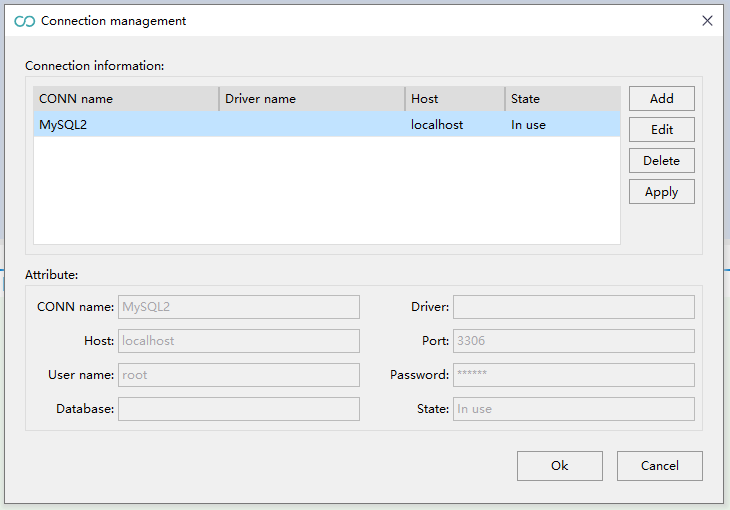 Connection management
Connection information:
CONN name Driver name Host State
MySQL2 localhost In use
Add
Edit
Delete
Apply
Attribute:
CONN name: MySQL2 Driver:
Host: localhost Port: 3306
User name: root Password: ******
Database: State: In use
Ok Cancel